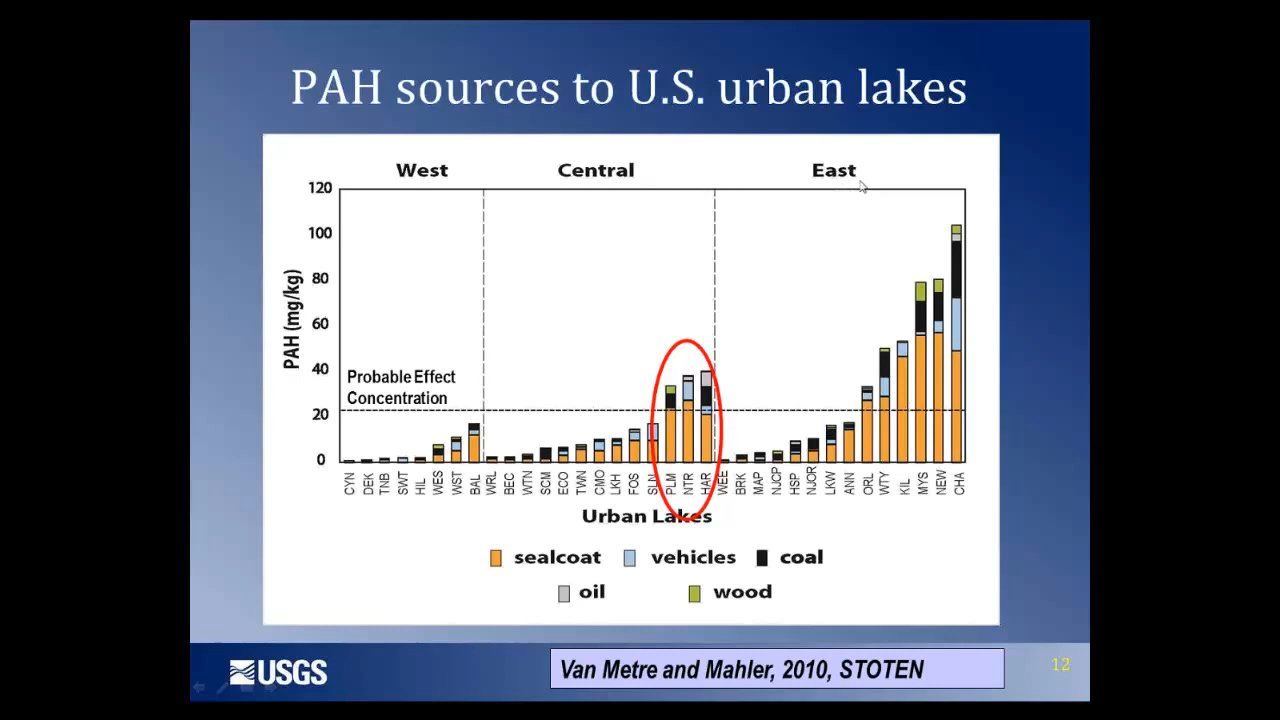 PAH sources to U.S. urban lakes
West Central East
PAH (mg/kg)
120
100
80
60
40
20
0
Probable Effect
Concentration
CYN DEK TNB SWT HIL WES WST BAL WRL BEC WTN SCM ECO TWN CMO LKH FOS SLN PLM NTR HAR WEE BRK MAP NJCP HSP NJOR LKW ANN ORL WTY KIL MYS NEW CHA
Urban Lakes
sealcoat vehicles coal
oil wood
USGS
Van Metre and Mahler, 2010, STOTEN
12